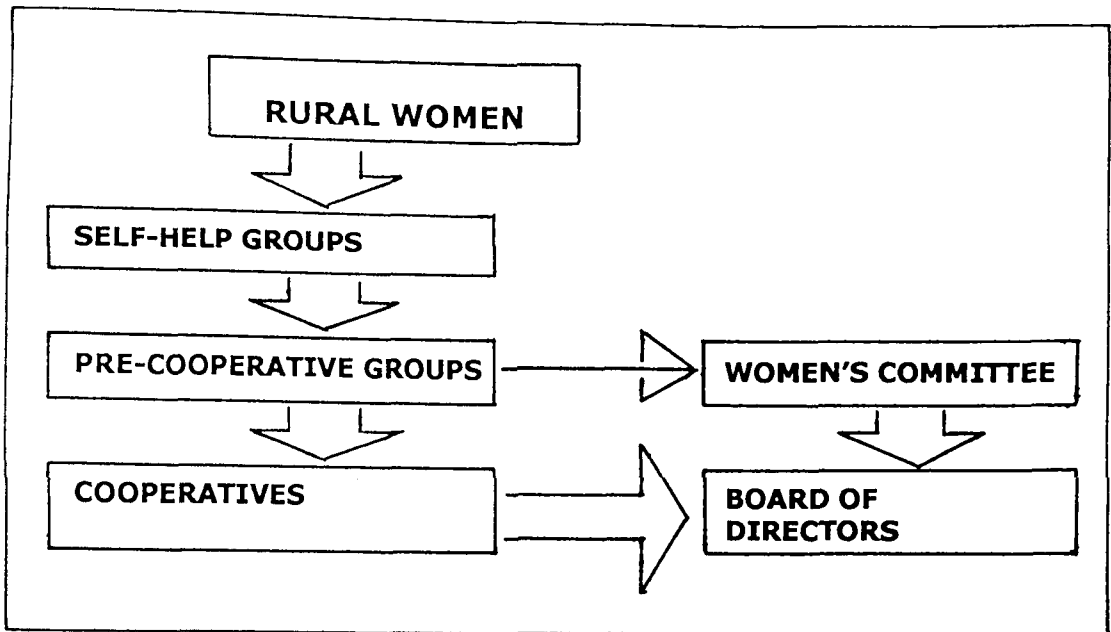 RURAL WOMEN
SELF-HELP GROUPS
PRE-COOPERATIVE GROUPS
WOMEN'S COMMITTEE
COOPERATIVES
BOARD OF
DIRECTORS